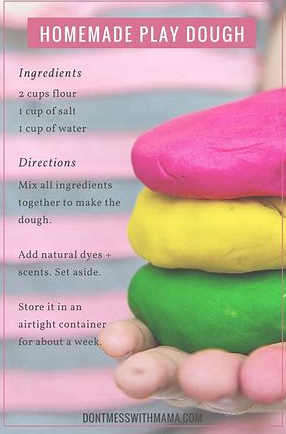 HOMEMADE PLAY DOUGH
Ingredients
2 cups flour
1 cup of salt
1 cup of water
Directions
Mix all ingredients
together to make the
dough.
Add natural dyes +
scents. Set aside.
Store it in an
airtight container
for about a week.
DONTMESSWITHMAMA.COM